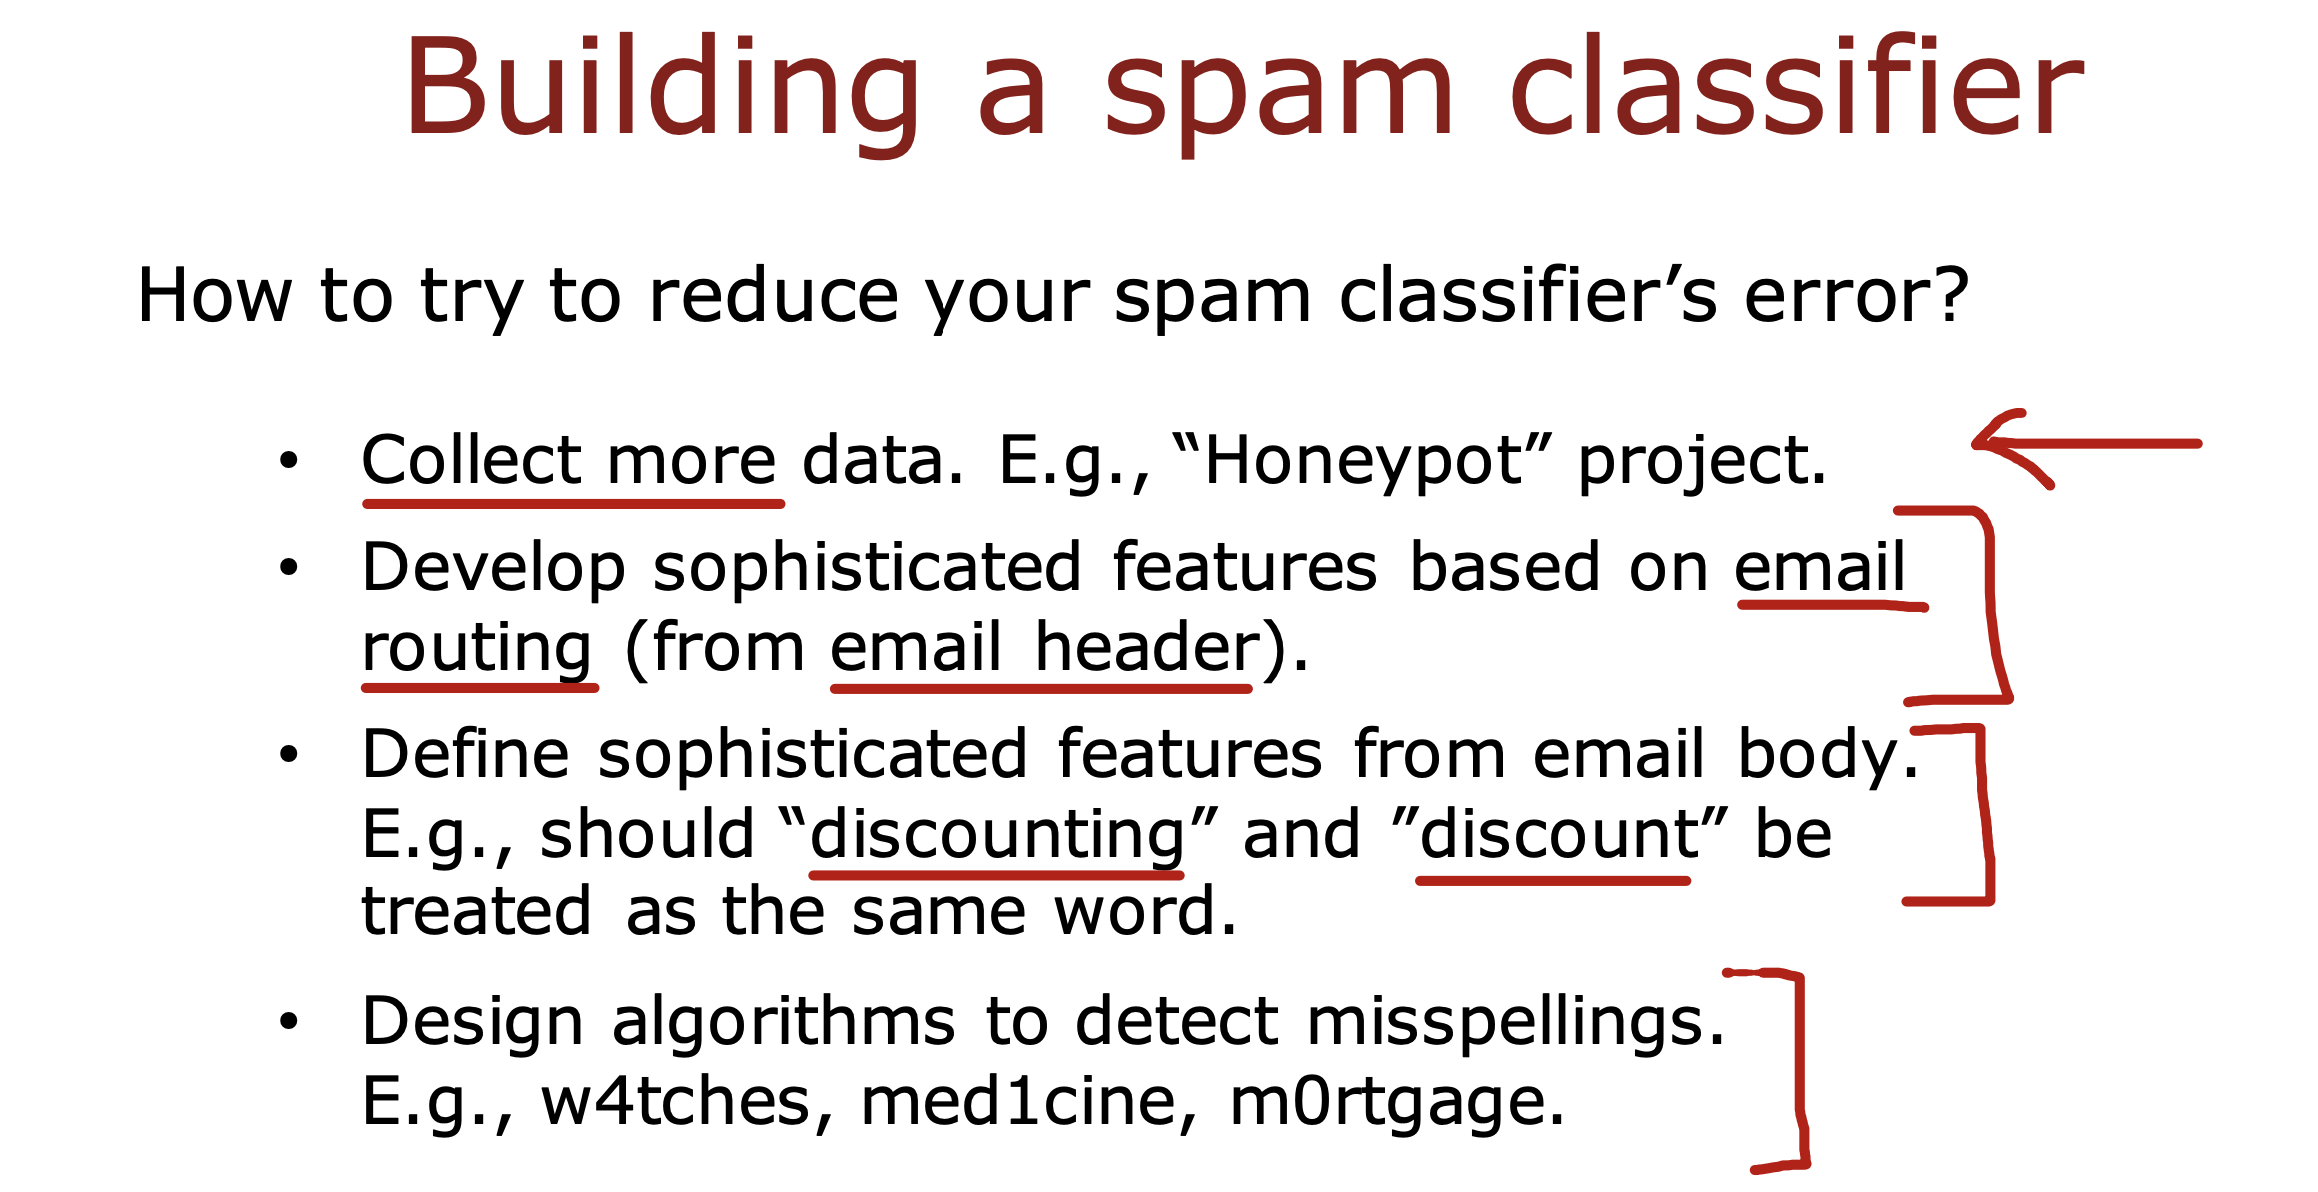 Building a spam classifier
How to try to reduce your spam classifier’s error?
• Collect more data. E.g., “Honeypot” project.
• Develop sophisticated features based on email
routing (from email header).
• Define sophisticated features from email body.
E.g., should “discounting” and ”discount” be
treated as the same word.
• Design algorithms to detect misspellings.
E.g., w4tches, med1cine, m0rtgage.